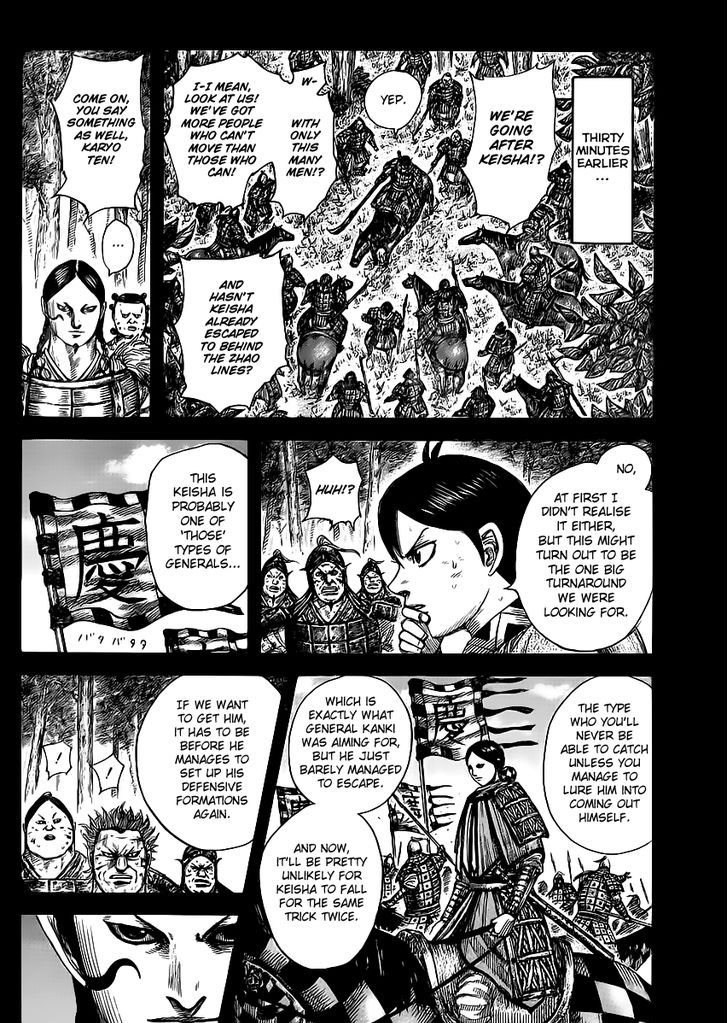 THIRTY
MINUTES
EARLIER
...
WE'RE
GOING
AFTER
KEISHA!?
YEP.
W-
WITH
ONLY
THIS
MANY
MEN!?
I-I MEAN,
LOOK AT US!
WE'VE GOT
MORE PEOPLE
WHO CAN'T
MOVE THAN
THOSE WHO
CAN!
AND
HASN'T
KEISHA
ALREADY
ESCAPED
TO BEHIND
THE ZHAO
LINES?
COME ON,
YOU SAY
SOMETHING
AS WELL,
KARYO
TEN!
...
NO,
AT FIRST I
DIDN'T REALISE
IT EITHER,
BUT THIS MIGHT
TURN OUT TO BE
THE ONE BIG
TURNAROUND
WE WERE
LOOKING FOR.
HUH!?
THIS
KEISHA IS
PROBABLY
ONE OF
'THOSE'
TYPES OF
GENERALS...
慶
バタバタタ
THE TYPE
WHO YOU'LL
NEVER BE
ABLE TO CATCH
UNLESS YOU
MANAGE TO
LURE HIM INTO
COMING OUT
HIMSELF.
慶
WHICH IS
EXACTLY WHAT
GENERAL KANKI
WAS AIMING FOR,
BUT HE JUST
BARELY MANAGED
TO ESCAPE.
AND NOW,
IT'LL BE PRETTY
UNLIKELY FOR
KEISHA TO FALL
FOR THE SAME
TRICK TWICE.
IF WE WANT
TO GET HIM,
IT HAS TO BE
BEFORE HE
MANAGES TO
SET UP HIS
DEFENSIVE
FORMATIONS
AGAIN.
!
!